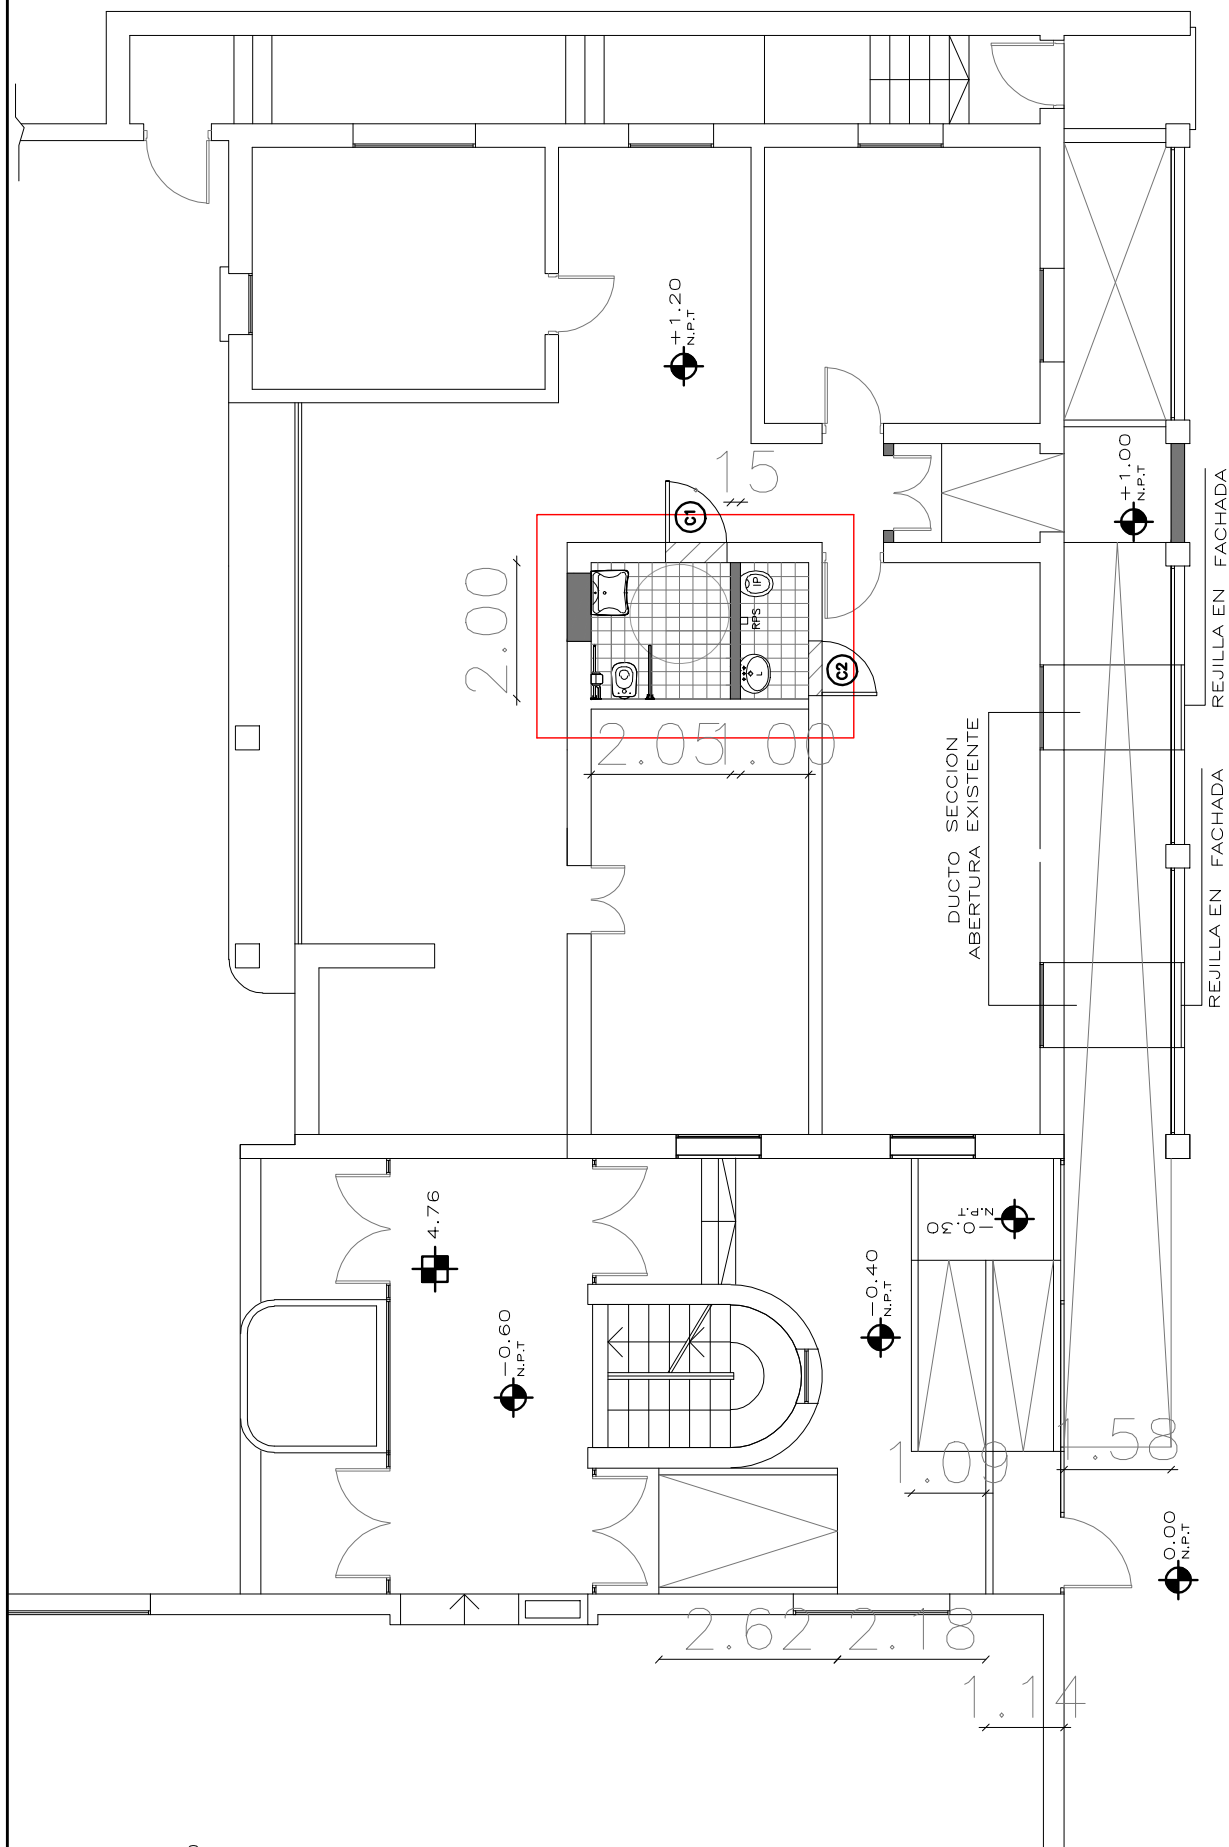 +1.20
N.P.T
+1.00
N.P.T
15
C1
2.00
IP
RPS
L
C2
2.05
1.00
REJILLA EN FACHADA
DUCTO SECCION
ABERTURA EXISTENTE
REJILLA EN FACHADA
4.76
-0.30
N.P.T
-0.40
N.P.T
-0.60
N.P.T
1.09
1.58
0.00
N.P.T
2.62
2.18
1.14